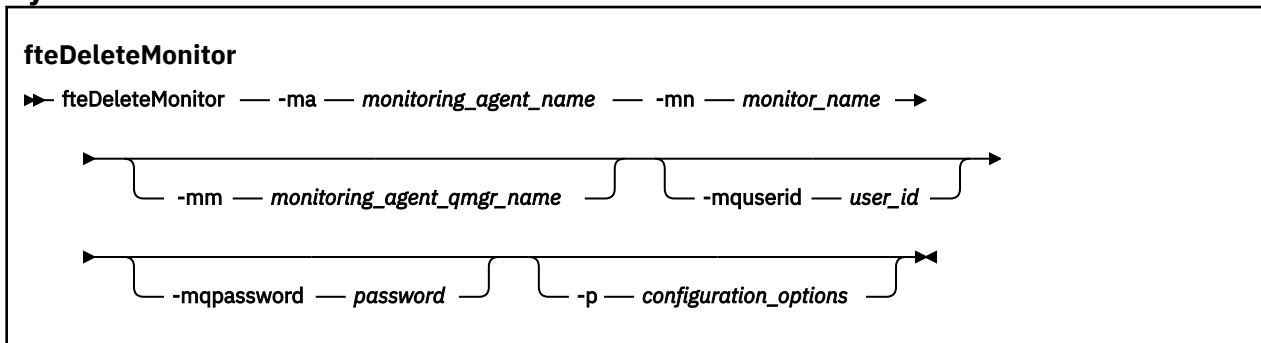 fteDeleteMonitor
fteDeleteMonitor -ma monitoring_agent_name -mn monitor_name
-mm monitoring_agent_qmgr_name -mquserid user_id
-mqpassword password -p configuration_options